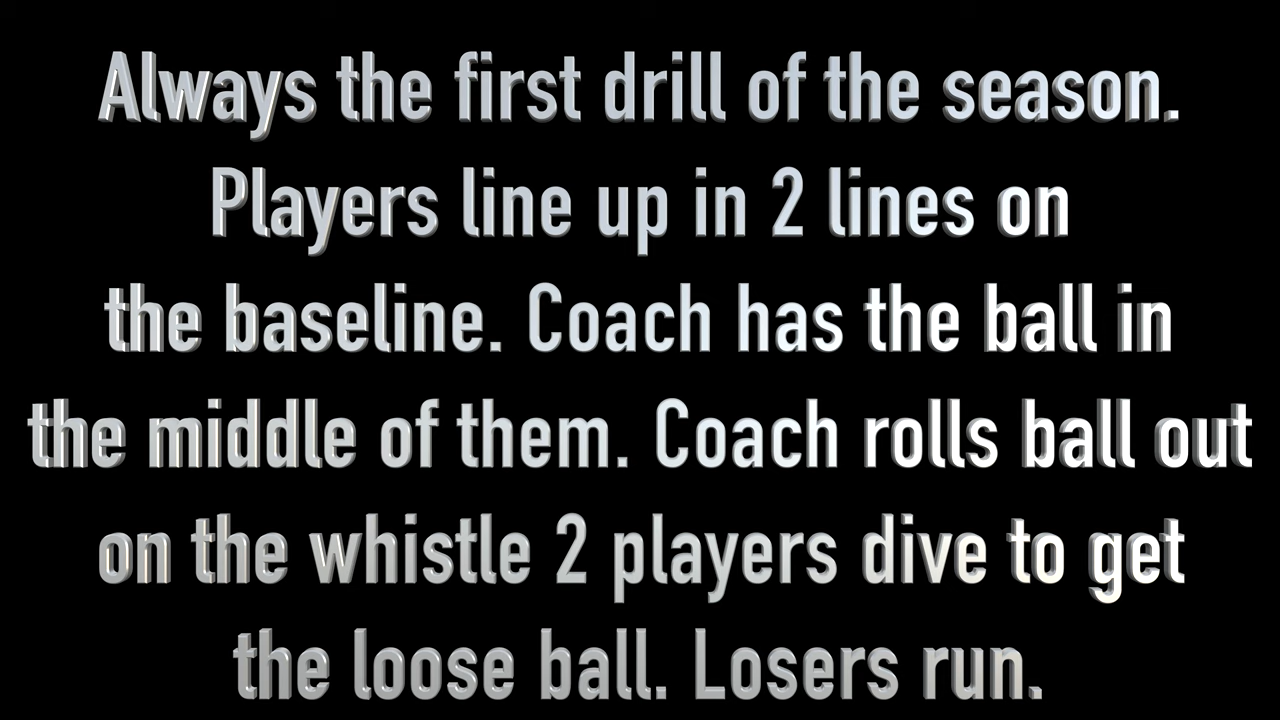 Always the first drill of the season.
Players line up in 2 lines on
the baseline. Coach has the ball in
the middle of them. Coach rolls ball out
on the whistle 2 players dive to get
the loose ball. Losers run.